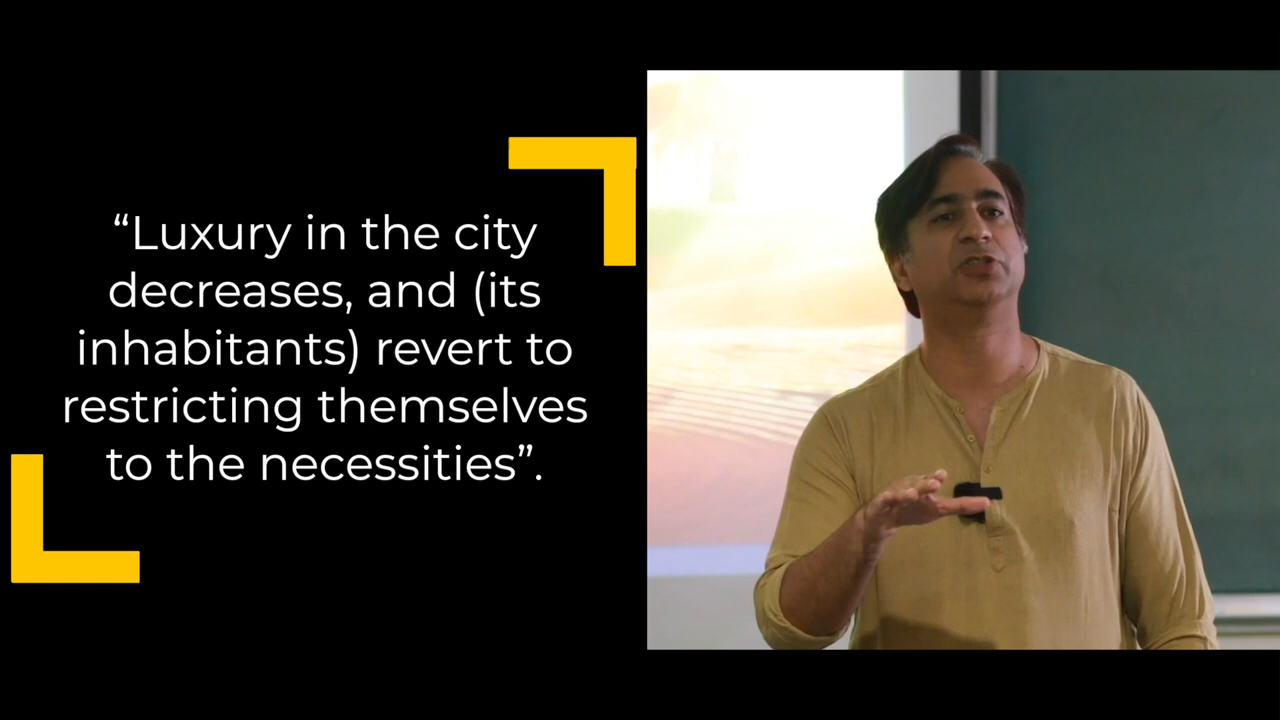 “Luxury in the city
decreases, and (its
inhabitants) revert to
restricting themselves
to the necessities”.